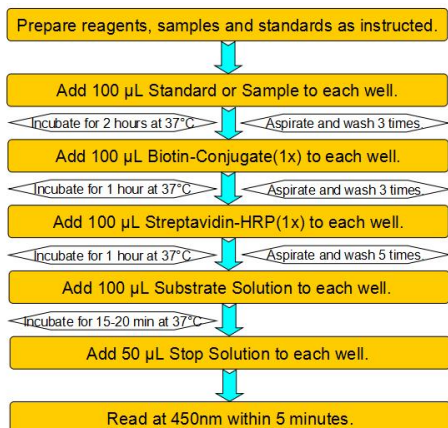 Prepare reagents, samples and standards as instructed.
Add 100 µL Standard or Sample to each well.
Incubate for 2 hours at 37°C
Aspirate and wash 3 times
Add 100 µL Biotin-Conjugate(1x) to each well.
Incubate for 1 hour at 37°C
Aspirate and wash 3 times
Add 100 µL Streptavidin-HRP(1x) to each well.
Incubate for 1 hour at 37°C
Aspirate and wash 5 times
Add 100 µL Substrate Solution to each well.
Incubate for 15-20 min at 37°C
Add 50 µL Stop Solution to each well.
Read at 450nm within 5 minutes.